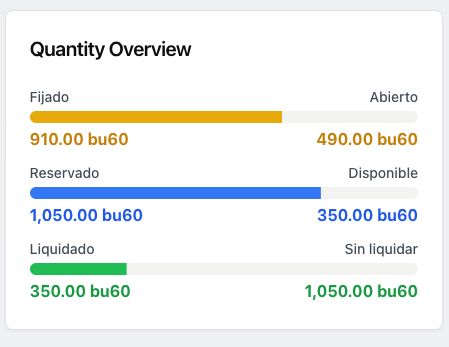 Quantity Overview
Fijado Abierto
910.00 bu60 490.00 bu60
Reservado Disponible
1,050.00 bu60 350.00 bu60
Liquidado Sin liquidar
350.00 bu60 1,050.00 bu60